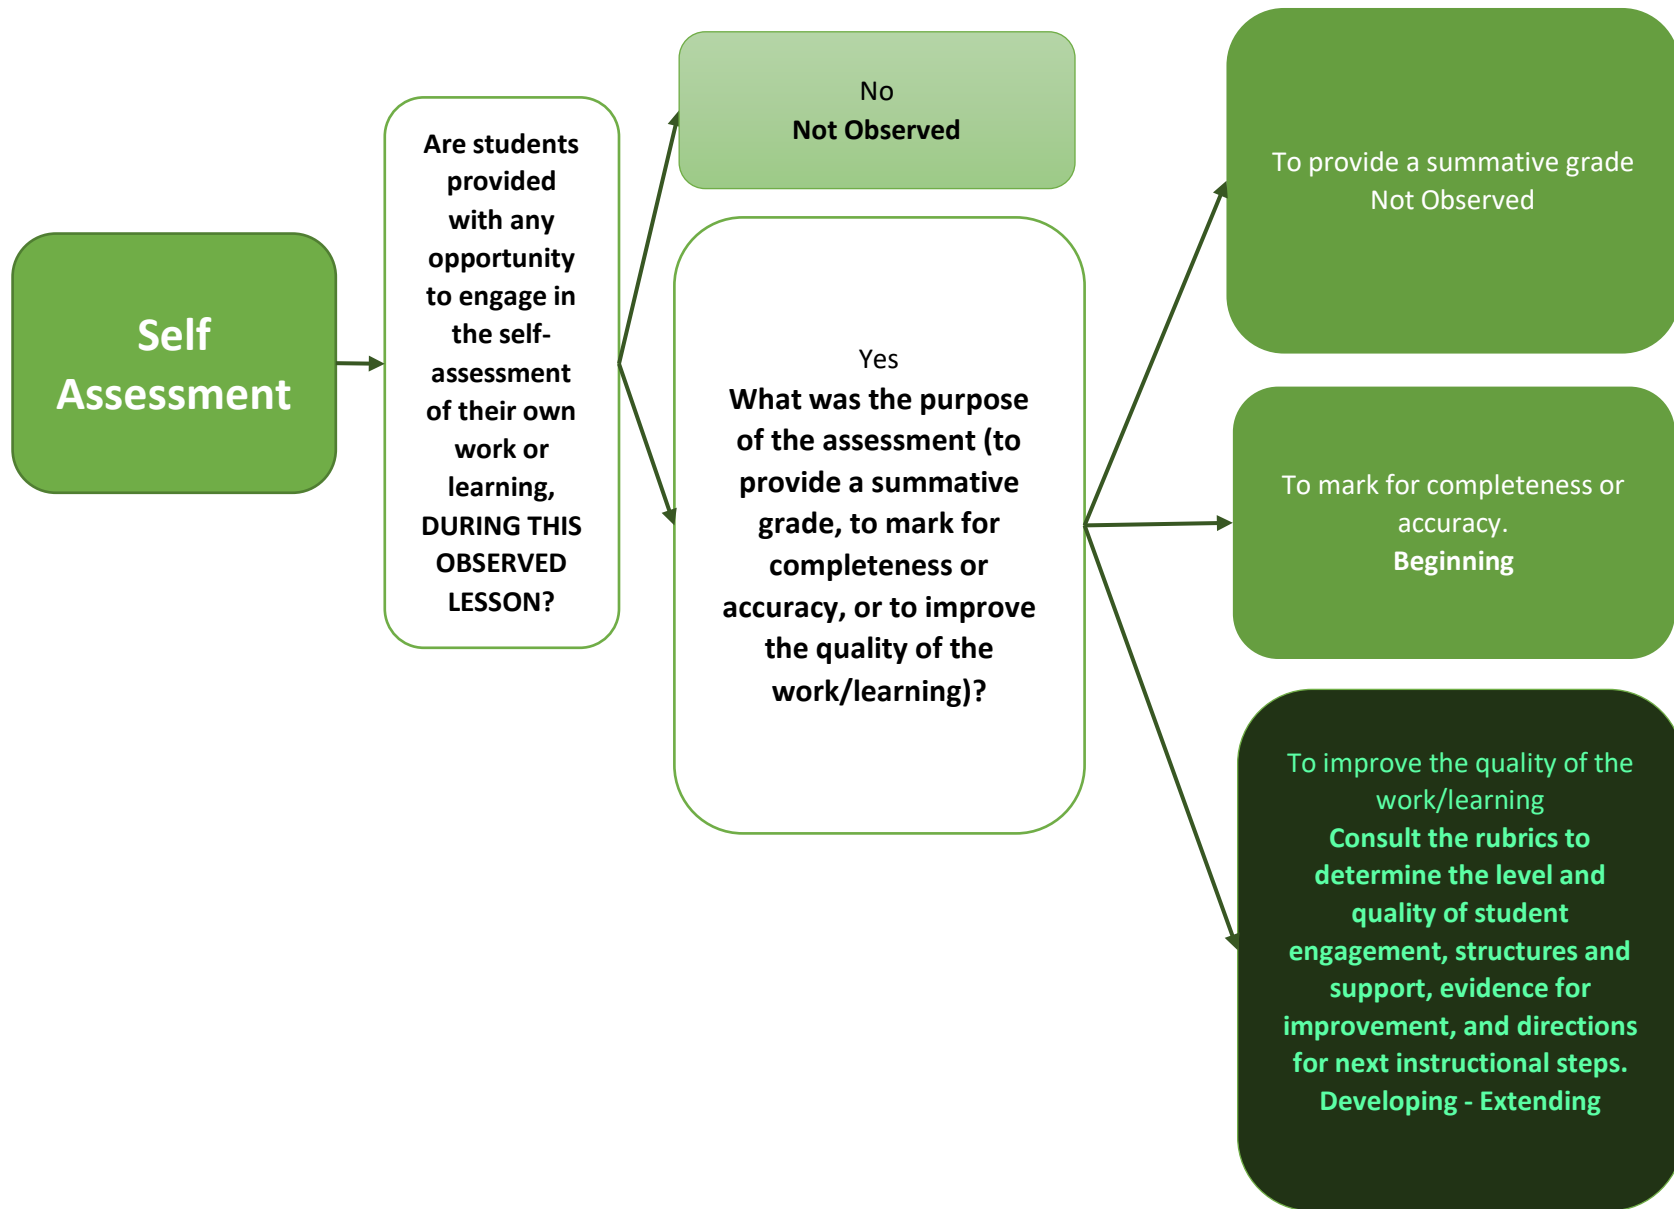 Self
Assessment
Are students
provided
with any
opportunity
to engage in
the self-
assessment
of their own
work or
learning,
DURING THIS
OBSERVED
LESSON?
No
Not Observed
Yes
What was the purpose
of the assessment (to
provide a summative
grade, to mark for
completeness or
accuracy, or to improve
the quality of the
work/learning)?
To provide a summative grade
Not Observed
To mark for completeness or
accuracy.
Beginning
To improve the quality of the
work/learning
Consult the rubrics to
determine the level and
quality of student
engagement, structures and
support, evidence for
improvement, and directions
for next instructional steps.
Developing - Extending